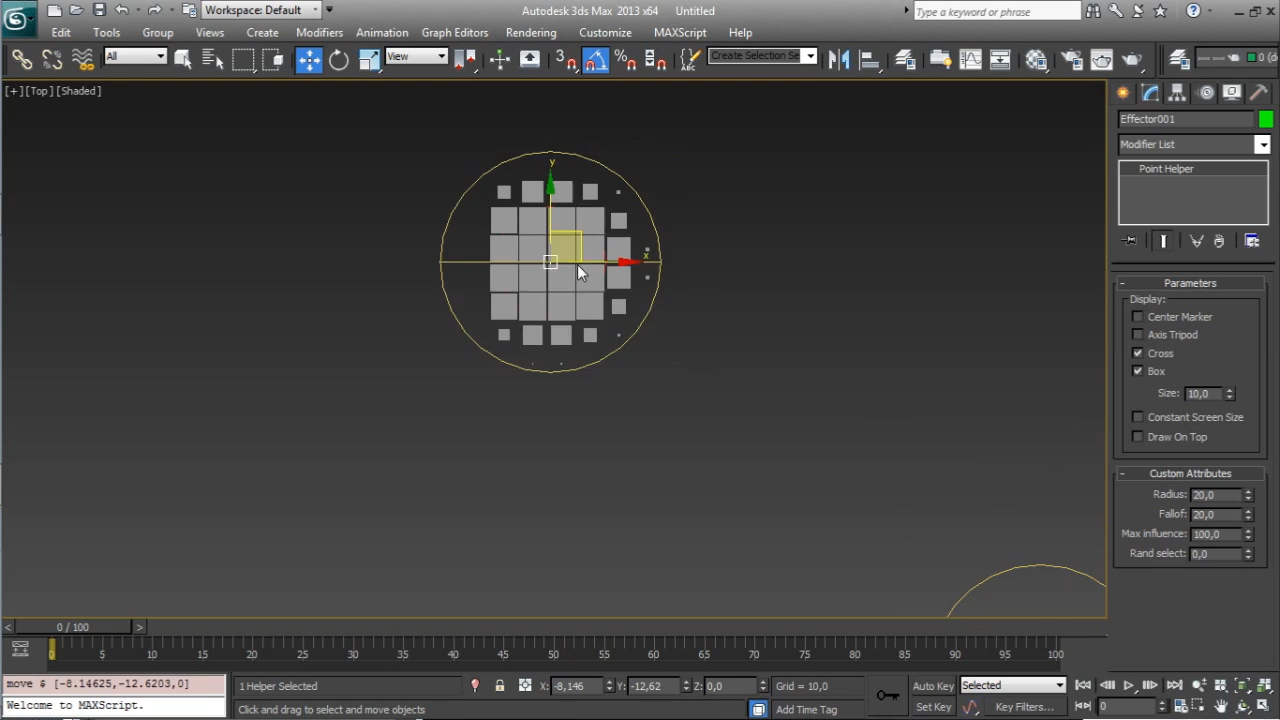 Workspace: Default
Autodesk 3ds Max 2013 x64 Untitled
Type a keyword or phrase
Edit Tools Group Views Create Modifiers Animation Graph Editors Rendering Customize MAXScript Help
All View 3 Create Selection Se 0 (d
[+] [Top] [Shaded]
Effector001
Modifier List
Point Helper
y
x
- Parameters
Display:
Center Marker
Axis Tripod
Cross
Box
Size: 10,0
Constant Screen Size
Draw On Top
- Custom Attributes
Radius: 20,0
Fallof: 20,0
Max influence: 100,0
Rand select: 0,0
< 0 / 100 >
0 5 10 15 20 25 30 35 40 45 50 55 60 65 70 75 80 85 90 95 100
move $ [-8.14625,-12.6203,0] 1 Helper Selected X: -8,146 Y: -12,62 Z: 0,0 Grid = 10,0 Auto Key Selected
Welcome to MAXScript. Click and drag to select and move objects Add Time Tag Set Key Key Filters... 0